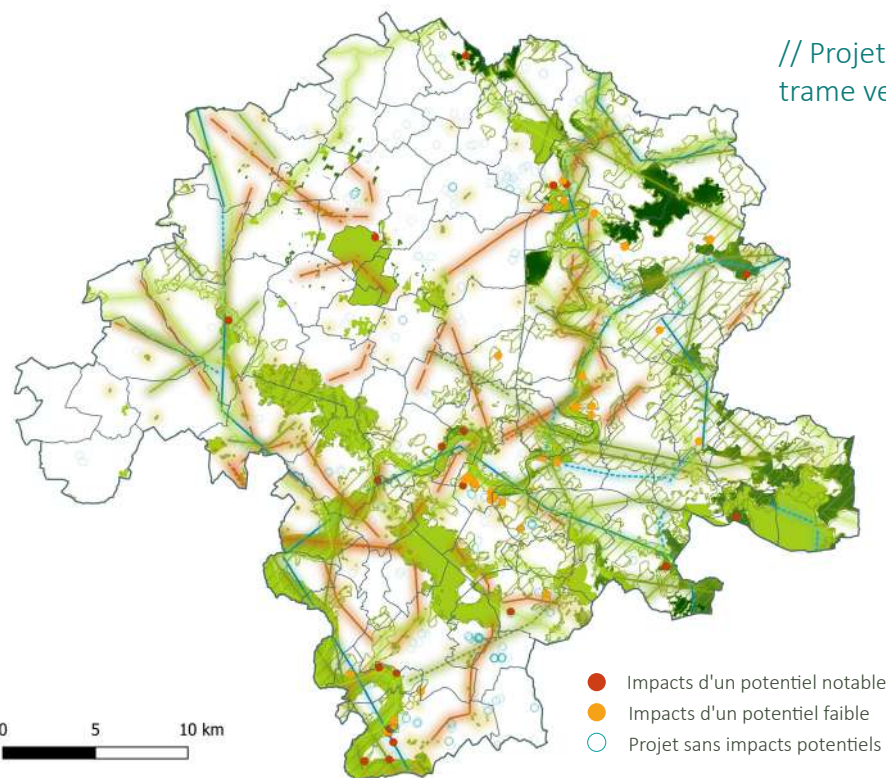 // Projet
trame ve
Impacts d'un potentiel notable
Impacts d'un potentiel faible
Projet sans impacts potentiels
0 5 10 km